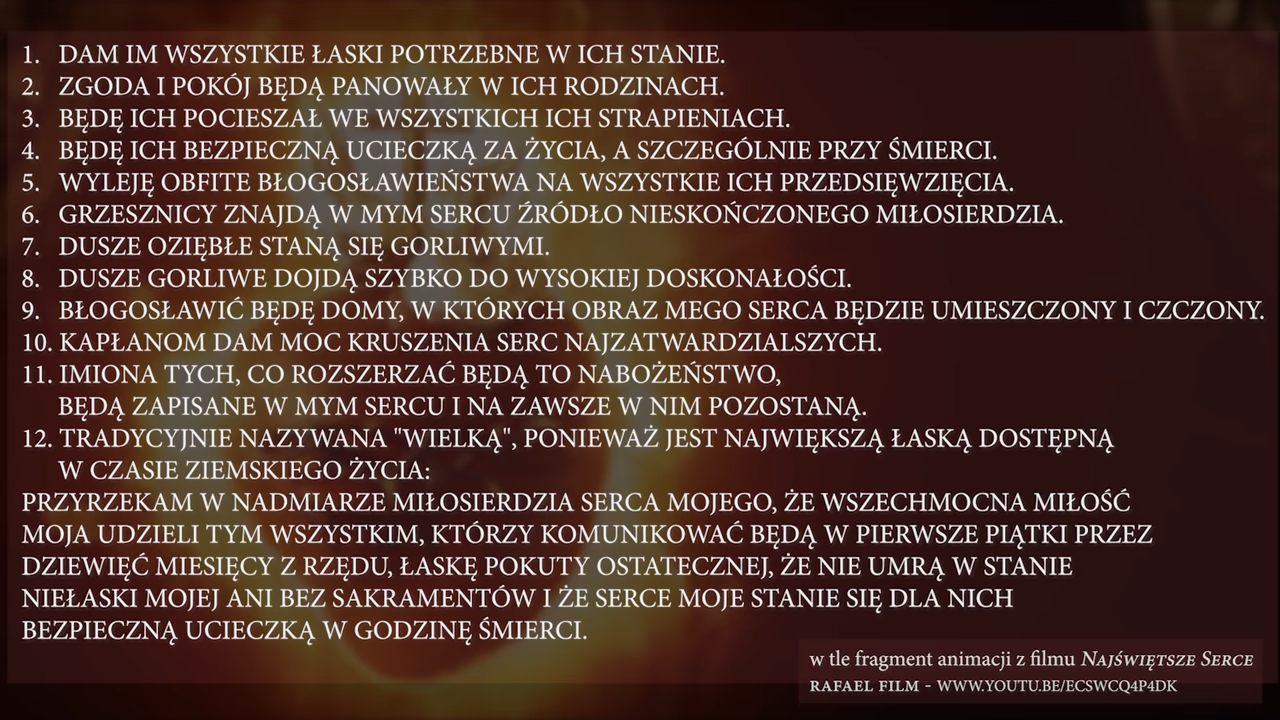 1. DAM IM WSZYSTKIE ŁASKI POTRZEBNE W ICH STANIE.
2. ZGODA I POKÓJ BĘDĄ PANOWAŁY W ICH RODZINACH.
3. BĘDĘ ICH POCIESZAŁ WE WSZYSTKICH ICH STRAPIENIACH.
4. BĘDĘ ICH BEZPIECZNĄ UCIECZKĄ ZA ŻYCIA, A SZCZEGÓLNIE PRZY ŚMIERCI.
5. WYLEJĘ OBFITE BŁOGOSŁAWIEŃSTWA NA WSZYSTKIE ICH PRZEDSIĘWZIĘCIA.
6. GRZESZNICY ZNAJDĄ W MYM SERCU ŹRÓDŁO NIESKOŃCZONEGO MIŁOSIERDZIA.
7. DUSZE OZIĘBŁE STANĄ SIĘ GORLIWYMI.
8. DUSZE GORLIWE DOJDĄ SZYBKO DO WYSOKIEJ DOSKONAŁOŚCI.
9. BŁOGOSŁAWIĆ BĘDĘ DOMY, W KTÓRYCH OBRAZ MEGO SERCA BĘDZIE UMIESZCZONY I CZCZONY.
10. KAPŁANOM DAM MOC KRUSZENIA SERC NAJZATWARDZIALSZYCH.
11. IMIONA TYCH, CO ROZSZERZAĆ BĘDĄ TO NABOŻEŃSTWO,
BĘDĄ ZAPISANE W MYM SERCU I NA ZAWSZE W NIM POZOSTANĄ.
12. TRADYCYJNIE NAZYWANA "WIELKĄ", PONIEWAŻ JEST NAJWIĘKSZĄ ŁASKĄ DOSTĘPNĄ
W CZASIE ZIEMSKIEGO ŻYCIA:
PRZYRZEKAM W NADMIARZE MIŁOSIERDZIA SERCA MOJEGO, ŻE WSZECHMOCNA MIŁOŚĆ
MOJA UDZIELI TYM WSZYSTKIM, KTÓRZY KOMUNIKOWAĆ BĘDĄ W PIERWSZE PIĄTKI PRZEZ
DZIEWIĘĆ MIESIĘCY Z RZĘDU, ŁASKĘ POKUTY OSTATECZNEJ, ŻE NIE UMRĄ W STANIE
NIEŁASKI MOJEJ ANI BEZ SAKRAMENTÓW I ŻE SERCE MOJE STANIE SIĘ DLA NICH
BEZPIECZNĄ UCIECZKĄ W GODZINĘ ŚMIERCI.
w tle fragment animacji z filmu NAJŚWIĘTSZE SERCE
RAFAEL FILM - WWW.YOUTU.BE/ECSWCQ4P4DK